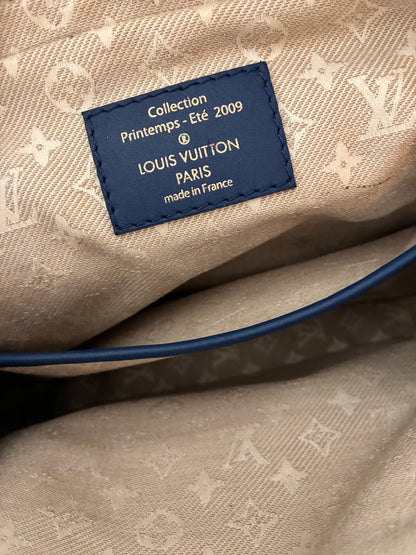 Collection
Printemps - Eté 2009
®
LOUIS VUITTON
PARIS
made in France